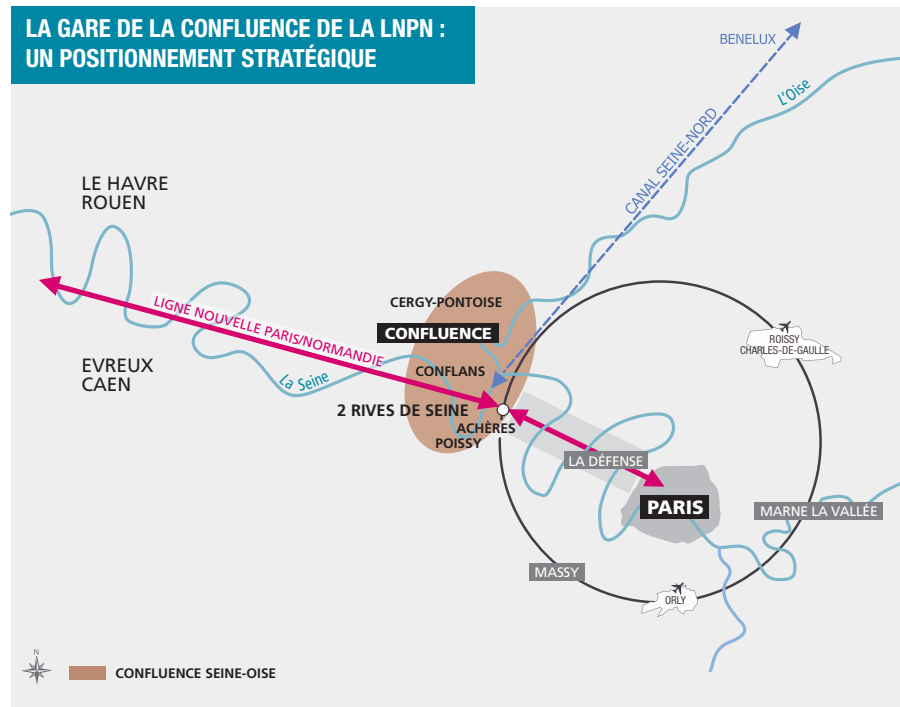 LA GARE DE LA CONFLUENCE DE LA LNPN :
UN POSITIONNEMENT STRATÉGIQUE
BENELUX
L'Oise
CANAL SEINE-NORD
LE HAVRE
ROUEN
CERGY-PONTOISE
LIGNE NOUVELLE PARIS/NORMANDIE
CONFLUENCE
ROISSY
CHARLES-DE-GAULLE
EVREUX
CAEN
La Seine
CONFLANS
2 RIVES DE SEINE
ACHÈRES
POISSY
LA DÉFENSE
PARIS
MARNE LA VALLÉE
MASSY
ORLY
N
CONFLUENCE SEINE-OISE